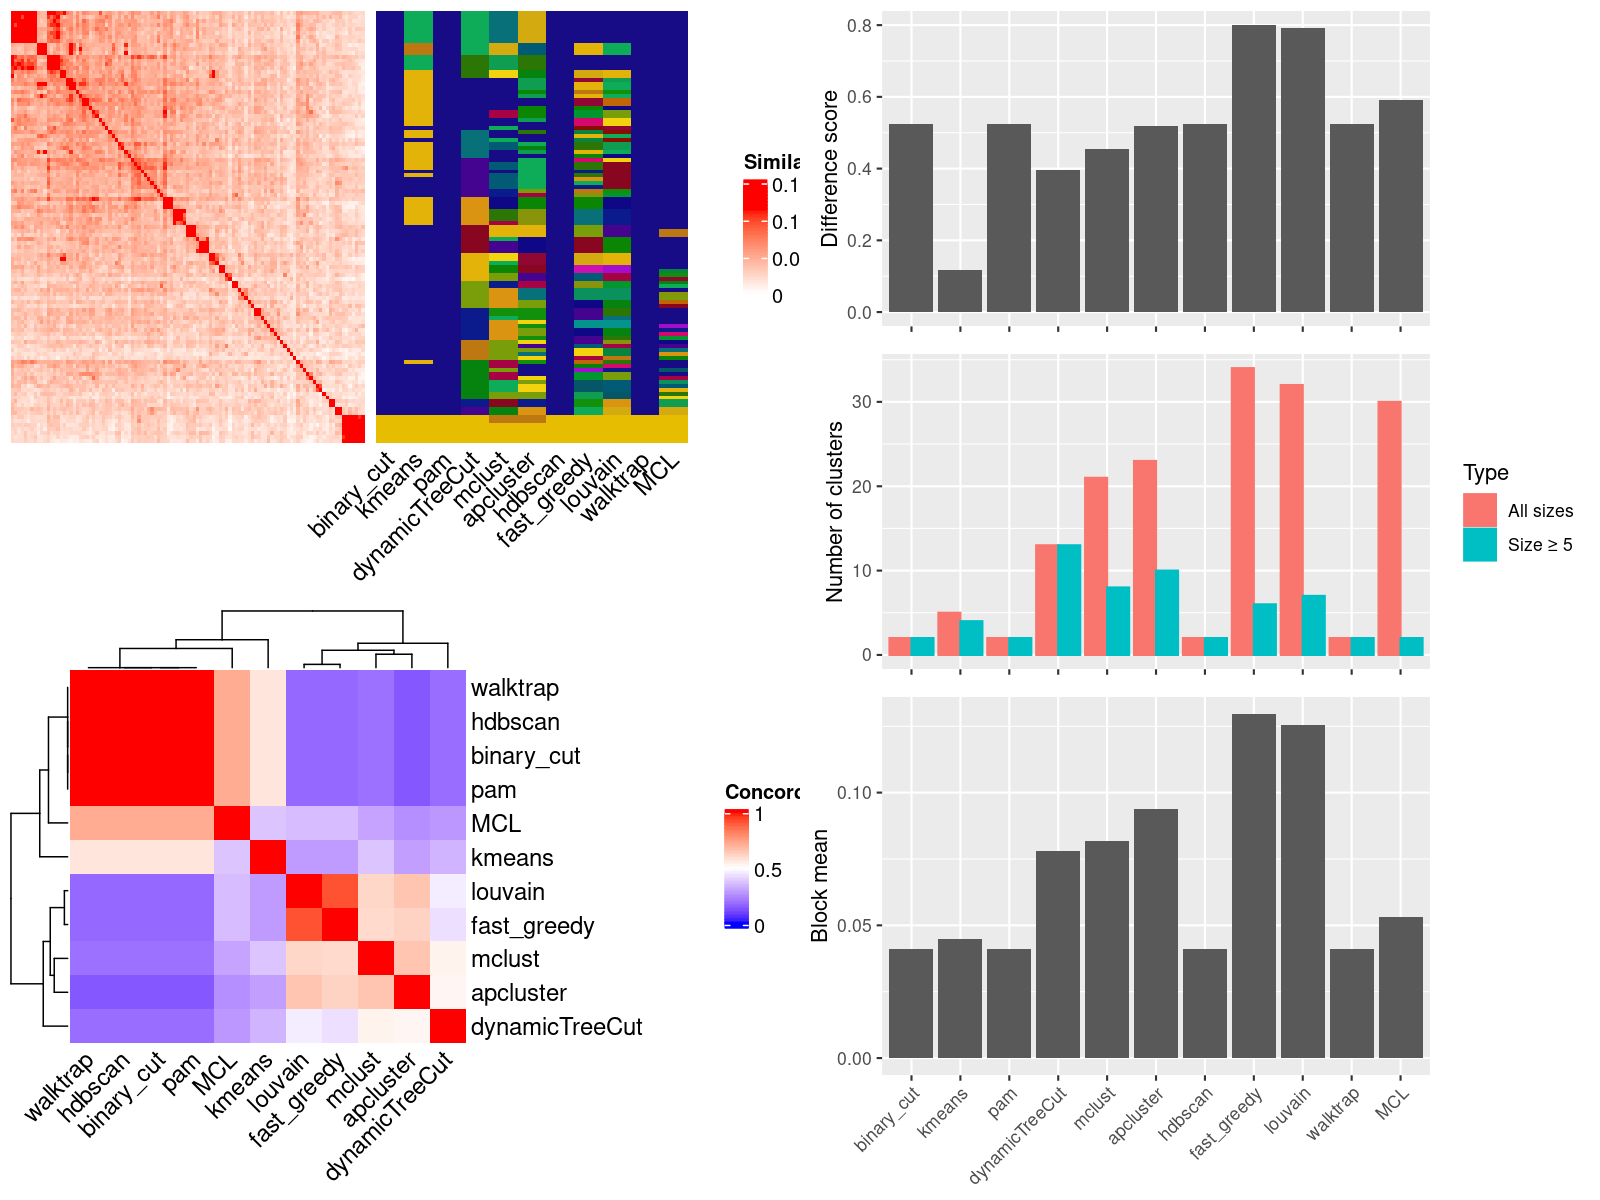 Simila
0.1
0.1
0.0
0
binary_cut
kmeans
pam
dynamicTreeCut
mclust
apcluster
hdbscan
fast_greedy
louvain
walktrap
MCL
walktrap
hdbscan
binary_cut
pam
MCL
kmeans
louvain
fast_greedy
mclust
apcluster
dynamicTreeCut
walktrap
hdbscan
binary_cut
pam
MCL
kmeans
louvain
fast_greedy
mclust
apcluster
dynamicTreeCut
Concord
1
0.5
0
Difference score
0.8
0.6
0.4
0.2
0.0
Number of clusters
30
20
10
0
Type
All sizes
Size ≥ 5
Block mean
0.10
0.05
0.00
binary_cut
kmeans
pam
dynamicTreeCut
mclust
apcluster
hdbscan
fast_greedy
louvain
walktrap
MCL